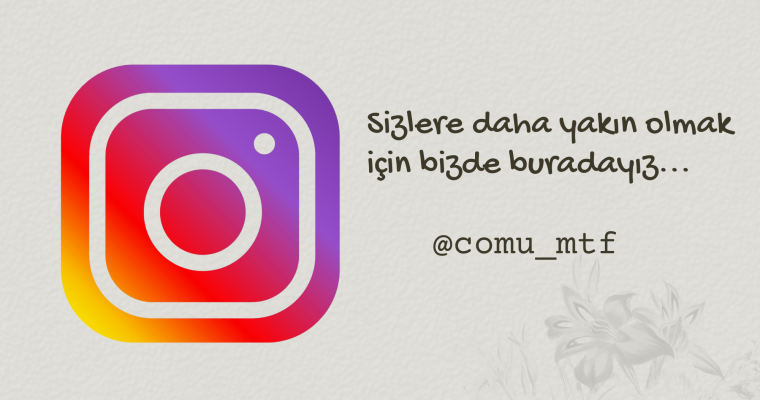 Sizlere daha yakın olmak
için bizde buradayız...
@comu_mtf